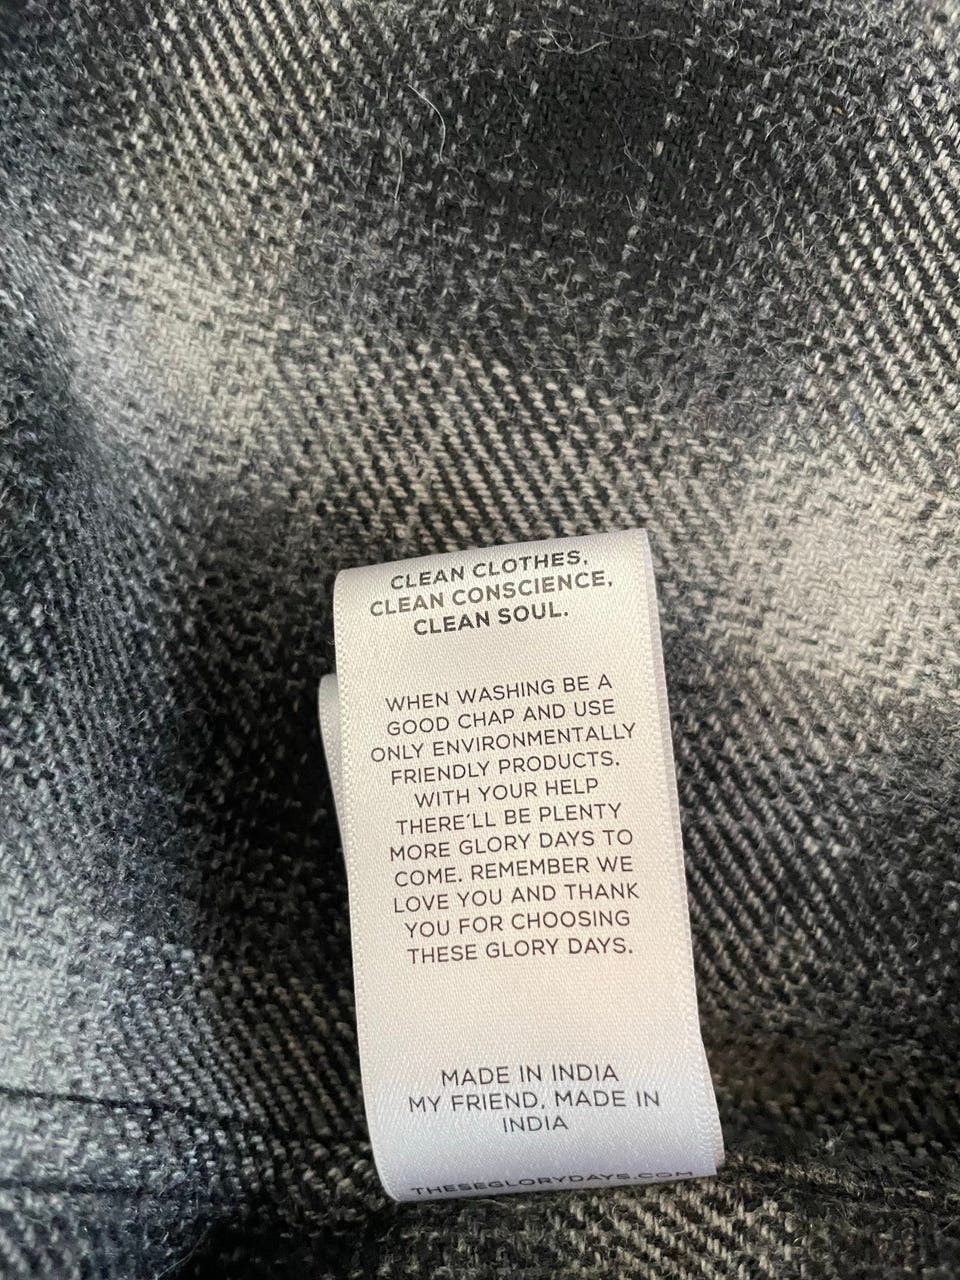 CLEAN CLOTHES,
CLEAN CONSCIENCE,
CLEAN SOUL.
WHEN WASHING BE A
GOOD CHAP AND USE
ONLY ENVIRONMENTALLY
FRIENDLY PRODUCTS.
WITH YOUR HELP
THERE'LL BE PLENTY
MORE GLORY DAYS TO
COME. REMEMBER WE
LOVE YOU AND THANK
YOU FOR CHOOSING
THESE GLORY DAYS.
MADE IN INDIA
MY FRIEND, MADE IN
INDIA
THESEGLORYDAYS.COM